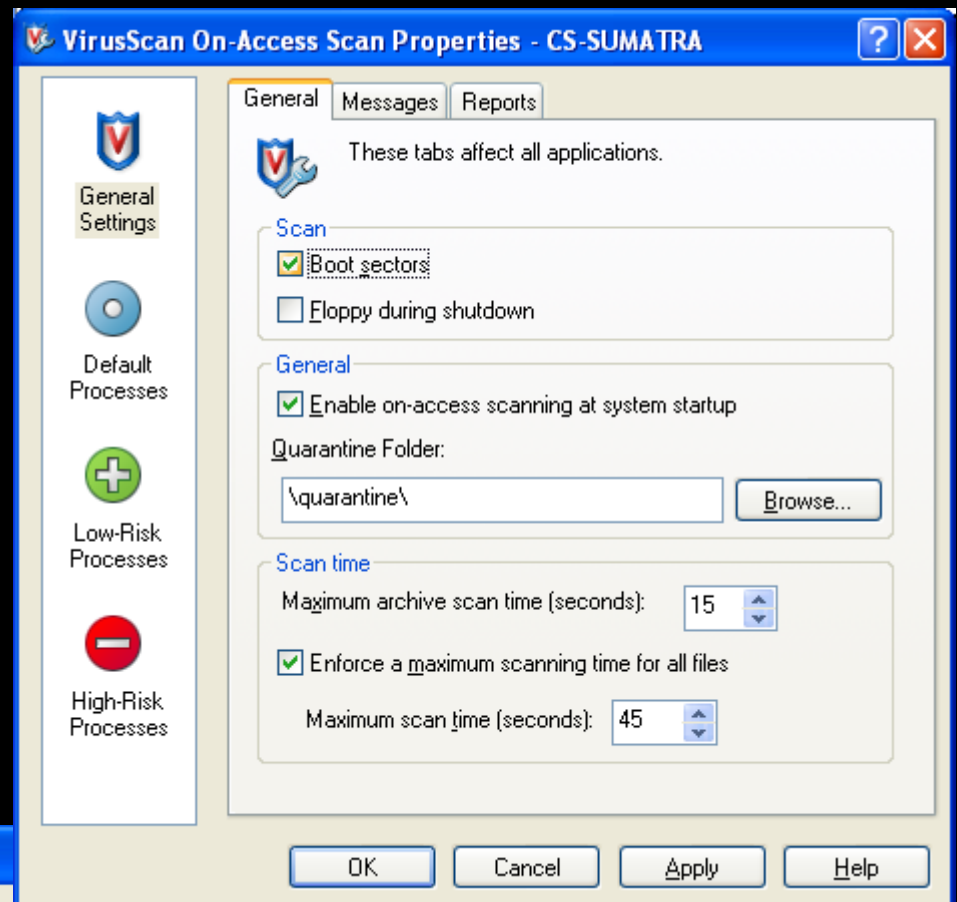 VirusScan On-Access Scan Properties - CS-SUMATRA
General
Settings
Default
Processes
Low-Risk
Processes
High-Risk
Processes
General Messages Reports
These tabs affect all applications.
Scan
Boot sectors
Floppy during shutdown
General
Enable on-access scanning at system startup
Quarantine Folder:
\quarantine\
Browse...
Scan time
Maximum archive scan time (seconds): 15
Enforce a maximum scanning time for all files
Maximum scan time (seconds): 45
OK Cancel Apply Help